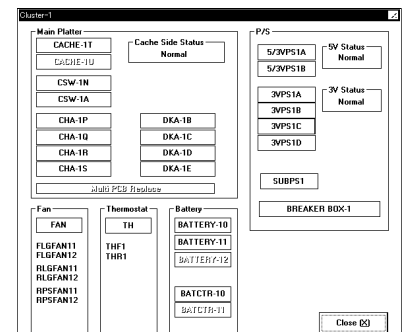 Cluster-1
Main Platter
CACHE-1T
CACHE-1U
Cache Side Status
Normal
CSW-1N
CSW-1A
CHA-1P
CHA-1Q
CHA-1R
CHA-1S
DKA-1B
DKA-1C
DKA-1D
DKA-1E
Multi PCB Replace
P/S
5/3VPS1A
5/3VPS1B
5V Status
Normal
3VPS1A
3VPS1B
3VPS1C
3VPS1D
3V Status
Normal
SUBPS1
BREAKER BOX-1
Fan
FAN
FLGFAN11
FLGFAN12
RLGFAN11
RLGFAN12
RPSFAN11
RPSFAN12
Thermostat
TH
THF1
THR1
Battery
BATTERY-10
BATTERY-11
BATTERY-12
BATCTR-10
BATCTR-11
Close (X)